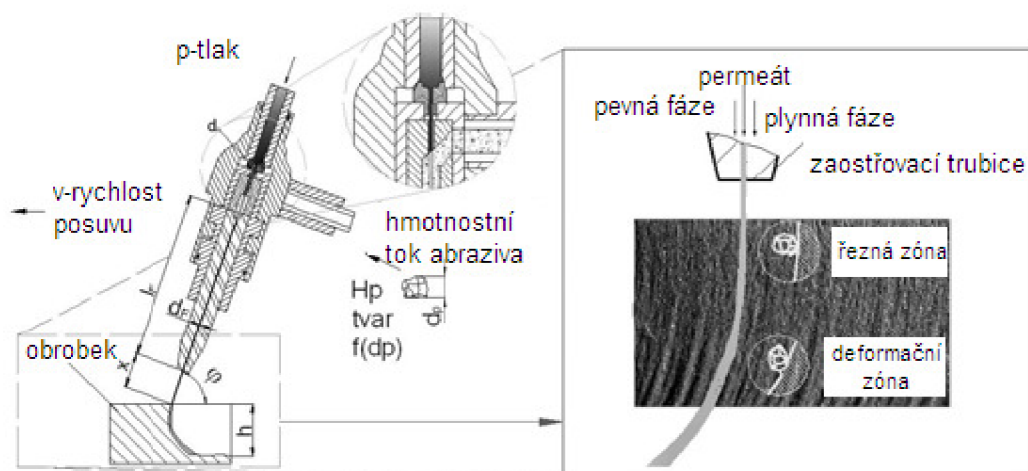 p-tlak
d
v-rychlost
posuvu
hmotnostní
tok abraziva
Hp
tvar
f(dp)
dp
obrobek
x
h
permeát
pevná fáze
plynná fáze
zaostřovací trubice
řezná zóna
deformační
zóna